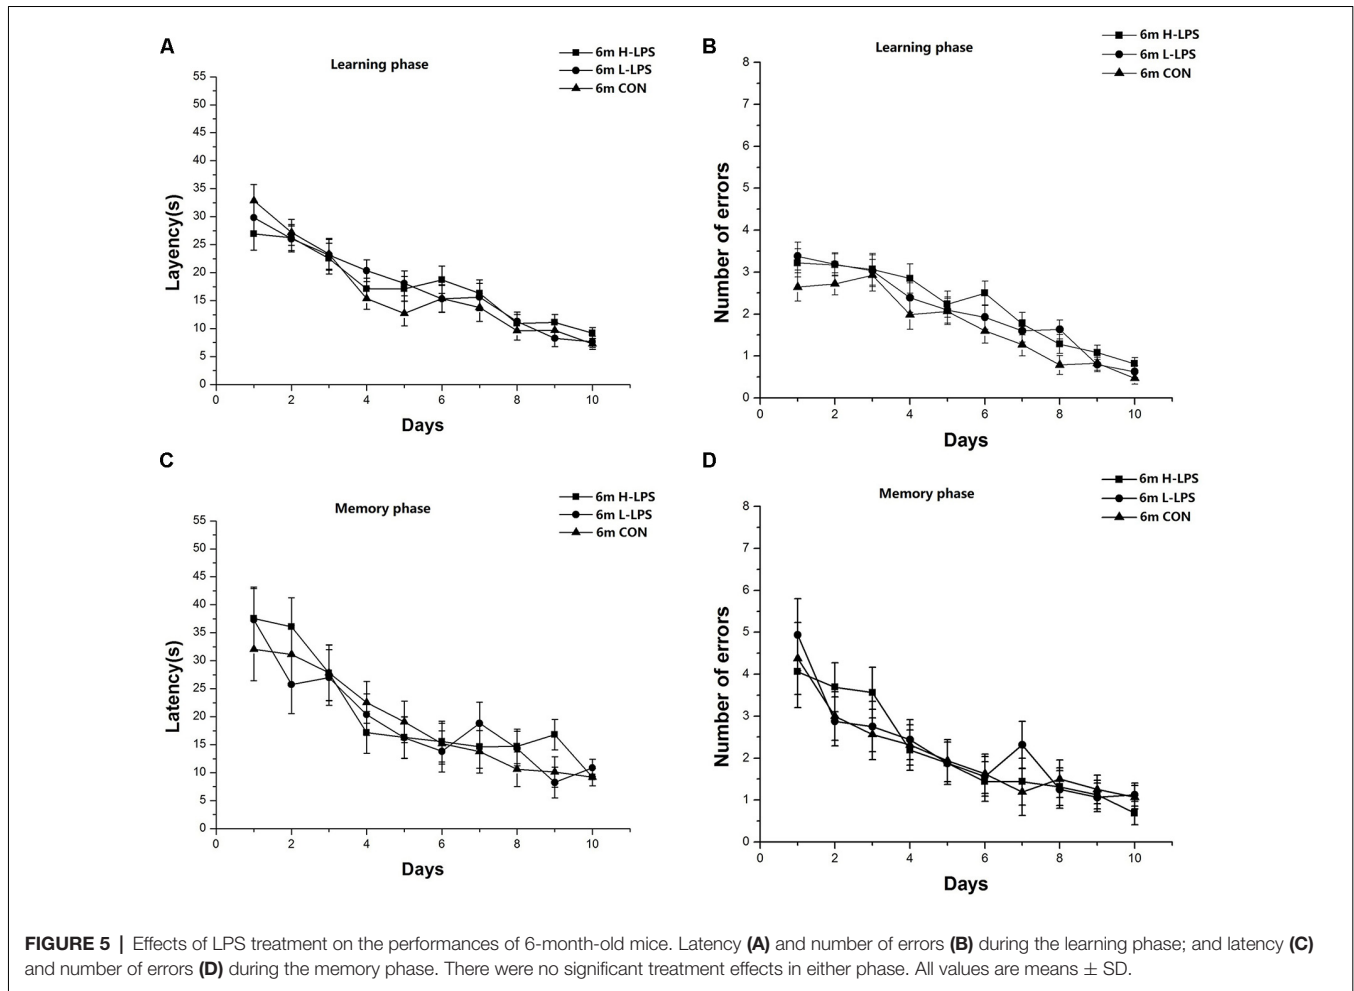 A
Learning phase
6m H-LPS
6m L-LPS
6m CON
55
50
45
40
35
30
25
20
15
10
5
0
Layency(s)
0 2 4 6 8 10
Days
B
Learning phase
6m H-LPS
6m L-LPS
6m CON
8
7
6
5
4
3
2
1
0
Number of errors
0 2 4 6 8 10
Days
C
Memory phase
6m H-LPS
6m L-LPS
6m CON
55
50
45
40
35
30
25
20
15
10
5
0
Latency(s)
0 2 4 6 8 10
Days
D
Memory phase
6m H-LPS
6m L-LPS
6m CON
8
7
6
5
4
3
2
1
0
Number of errors
0 2 4 6 8 10
Days
FIGURE 5 | Effects of LPS treatment on the performances of 6-month-old mice. Latency (A) and number of errors (B) during the learning phase; and latency (C)
and number of errors (D) during the memory phase. There were no significant treatment effects in either phase. All values are means ± SD.